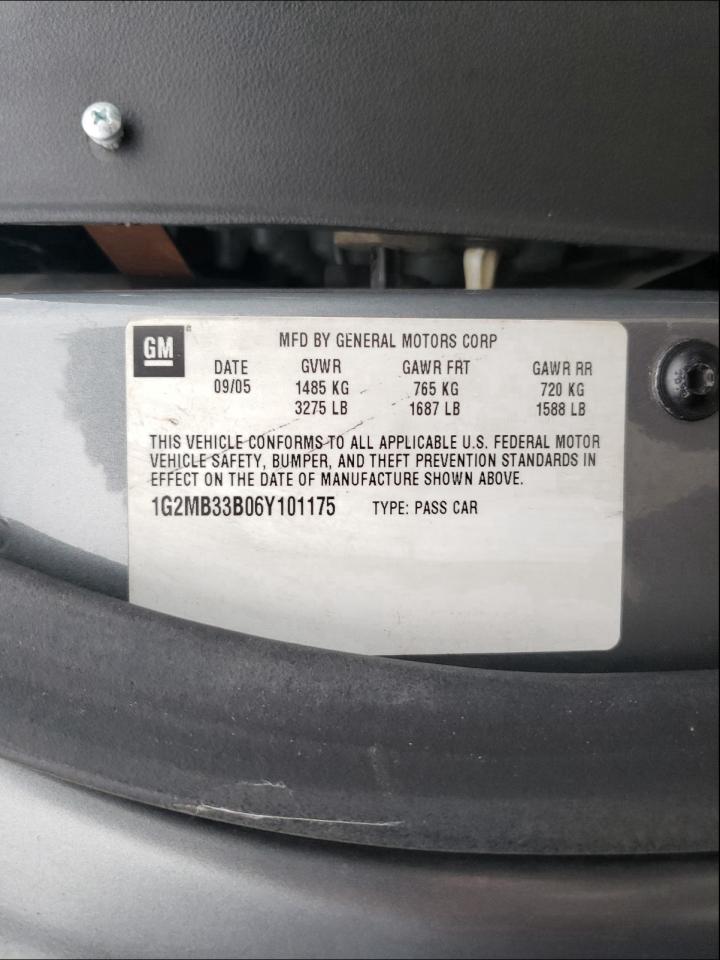 GM
MFD BY GENERAL MOTORS CORP
DATE GVWR GAWR FRT GAWR RR
09/05 1485 KG 765 KG 720 KG
3275 LB 1687 LB 1588 LB
THIS VEHICLE CONFORMS TO ALL APPLICABLE U.S. FEDERAL MOTOR
VEHICLE SAFETY, BUMPER, AND THEFT PREVENTION STANDARDS IN
EFFECT ON THE DATE OF MANUFACTURE SHOWN ABOVE.
1G2MB33B06Y101175 TYPE: PASS CAR